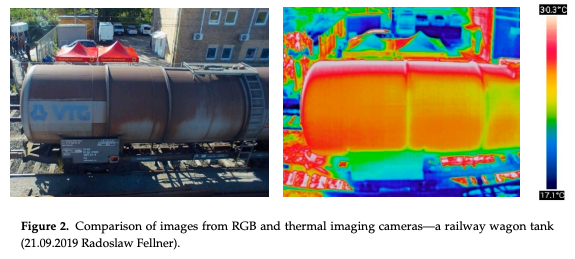 VTG
30.3°C
17.1°C
Figure 2. Comparison of images from RGB and thermal imaging cameras—a railway wagon tank
(21.09.2019 Radoslaw Fellner).